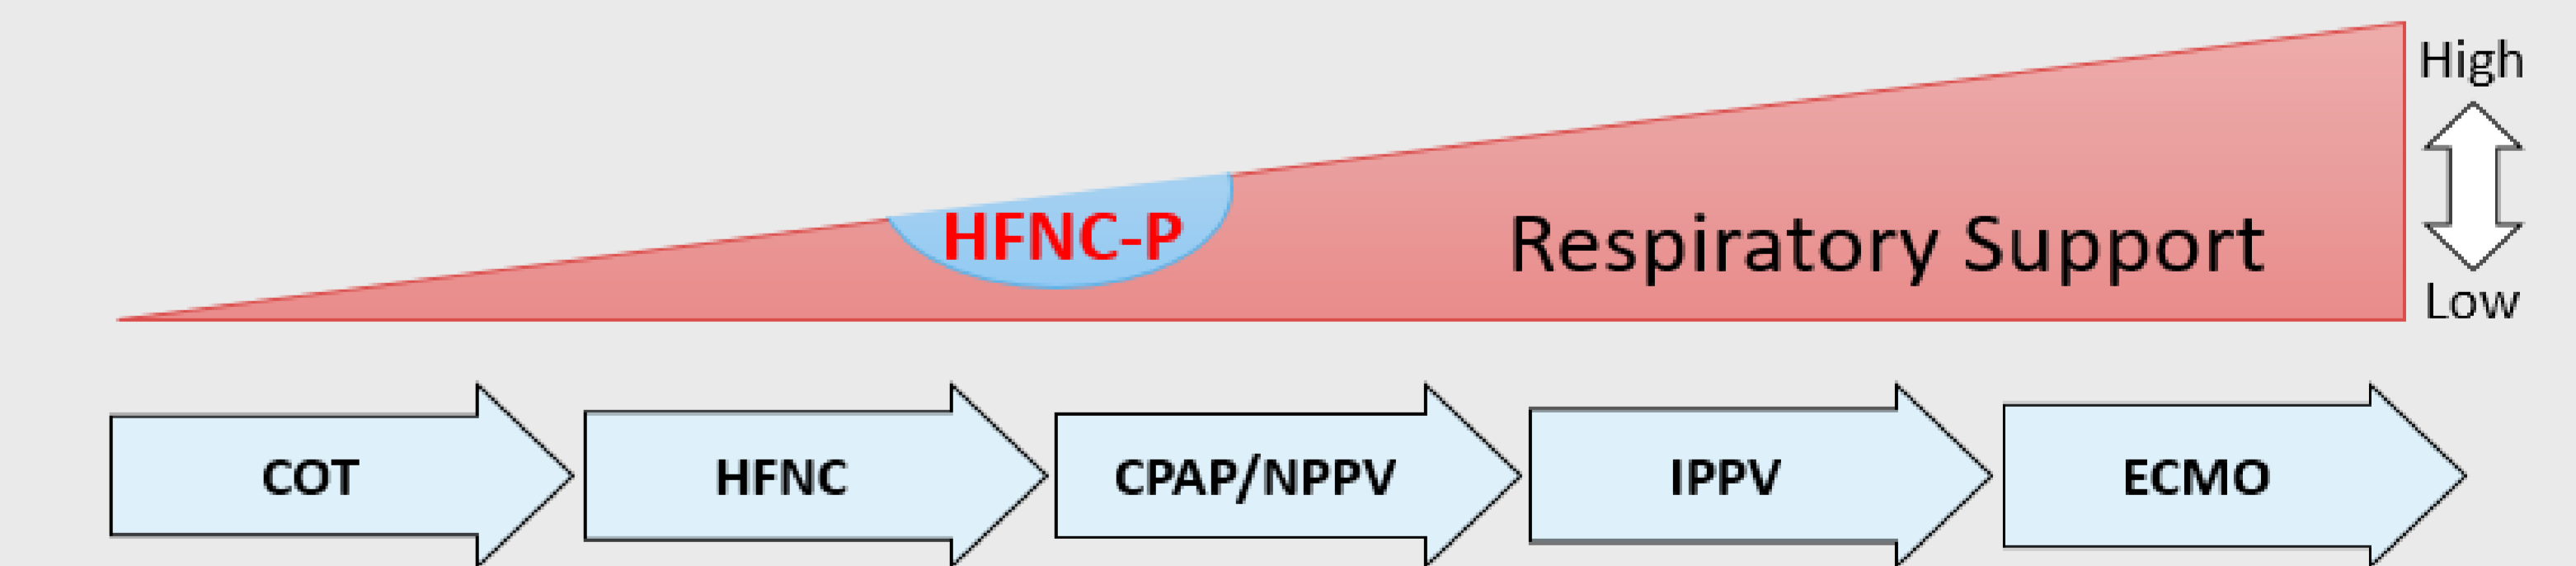 High
HFNC-P
Respiratory Support
Low
COT
HFNC
CPAP/NPPV
IPPV
ECMO